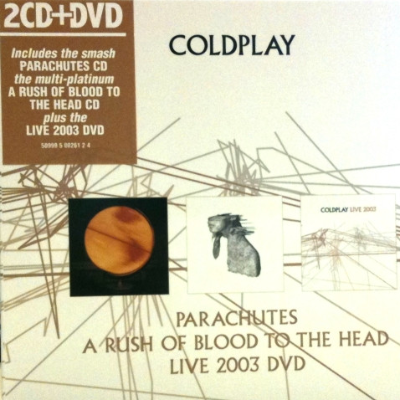 2CD+DVD
Includes the smash
PARACHUTES CD
the multi-platinum
A RUSH OF BLOOD TO
THE HEAD CD
plus the
LIVE 2003 DVD
COLDPLAY
COLDPLAY LIVE 2003
PARACHUTES
A RUSH OF BLOOD TO THE HEAD
LIVE 2003 DVD